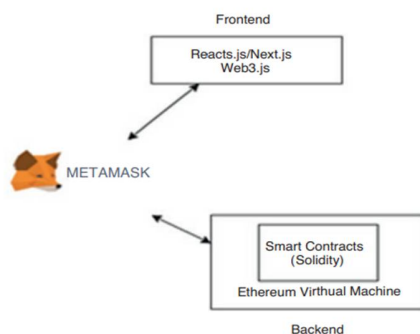 Frontend
Reacts.js/Next.js
Web3.js
METAMASK
Smart Contracts
(Solidity)
Ethereum Virthual Machine
Backend